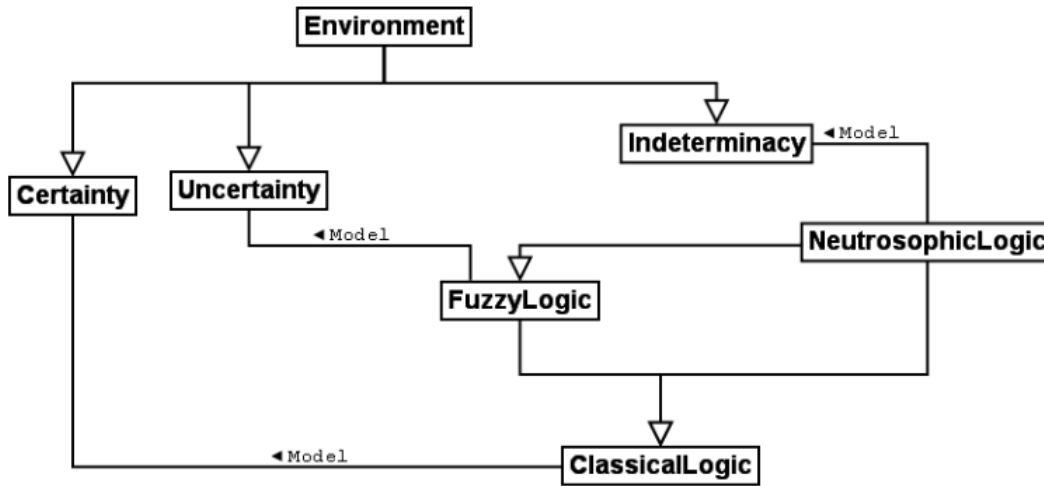 Environment
Indeterminacy
◄ Model
Certainty
Uncertainty
◄ Model
NeutrosophicLogic
FuzzyLogic
◄ Model
ClassicalLogic